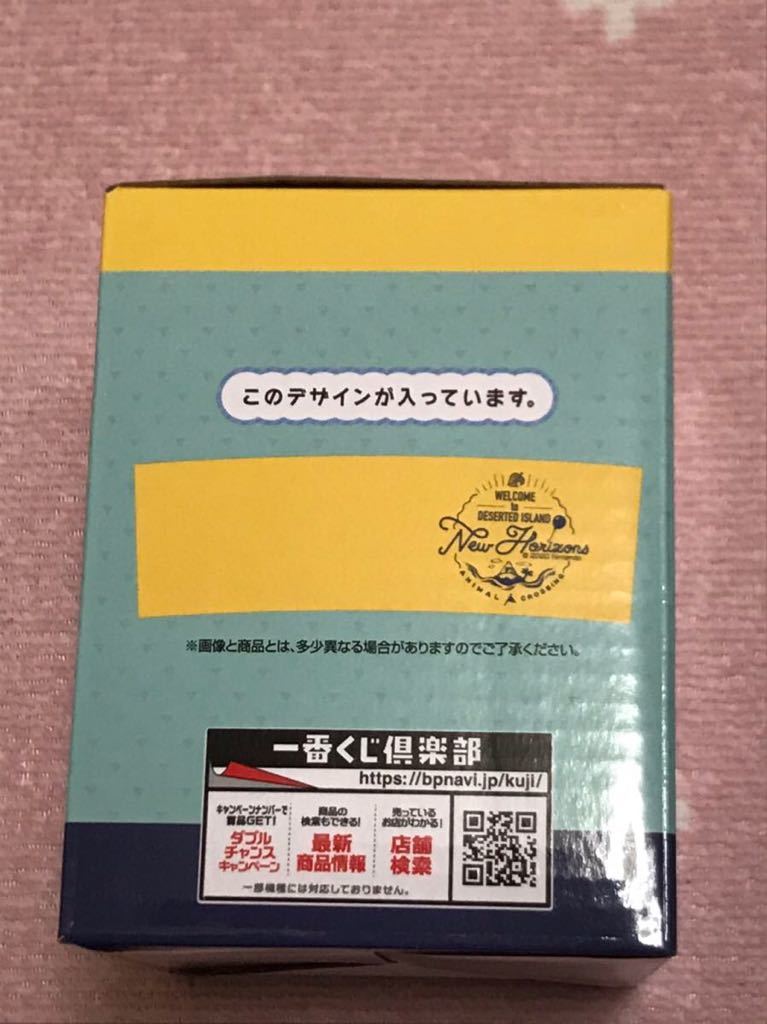 このデザインが入っています。
WELCOME
to
DESERTED ISLAND
New Horizons
© 2020 Nintendo
ANIMAL CROSSING
※画像と商品とは、多少異なる場合がありますのでご了承ください。
一番くじ倶楽部
https://bpnavi.jp/kuji/
キャンペーンナンバーで
賞品GET!
ダブル
チャンス
キャンペーン
商品の
検索もできる!
最新
商品情報
売っている
お店がわかる!
店舗
検索
一部機種には対応しておりません。